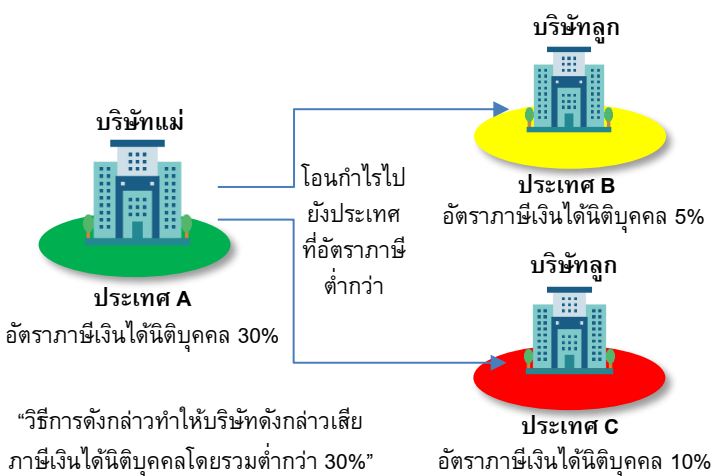 บริษัทแม่
ประเทศ A
อัตราภาษีเงินได้นิติบุคคล 30%
โอนกำไรไป
ยังประเทศ
ที่อัตราภาษี
ต่ำกว่า
บริษัทลูก
ประเทศ B
อัตราภาษีเงินได้นิติบุคคล 5%
บริษัทลูก
ประเทศ C
อัตราภาษีเงินได้นิติบุคคล 10%
“วิธีการดังกล่าวทำให้บริษัทดังกล่าวเสีย
ภาษีเงินได้นิติบุคคลโดยรวมต่ำกว่า 30%”